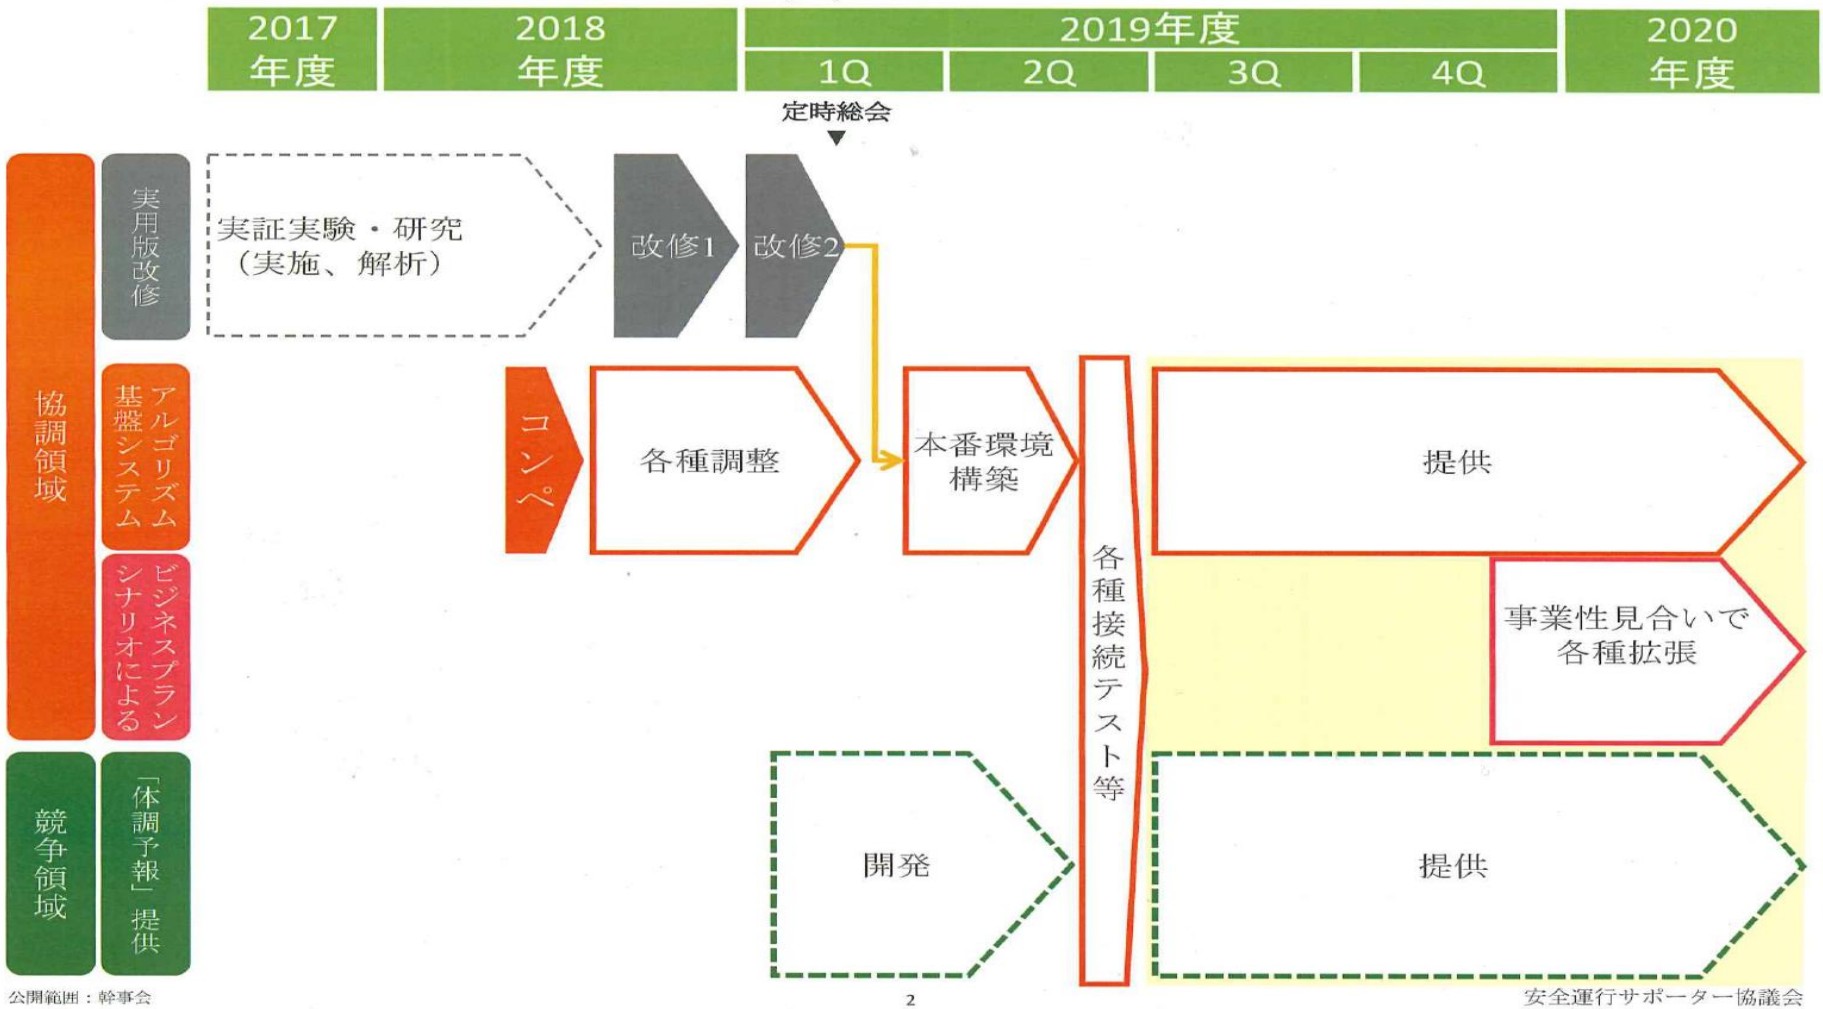 2017
年度
2018
年度
2019年度
1Q
2Q
3Q
4Q
2020
年度
定時総会
協調領域
実用版改修
実証実験・研究
（実施、解析）
改修1
改修2
アルゴリズム
基盤システム
コンペ
各種調整
本番環境
構築
各種接続テスト等
提供
ビジネスプラン
シナリオによる
事業性見合いで
各種拡張
競争領域
「体調予報」提供
開発
提供
公開範囲：幹事会
2
安全運行サポーター協議会